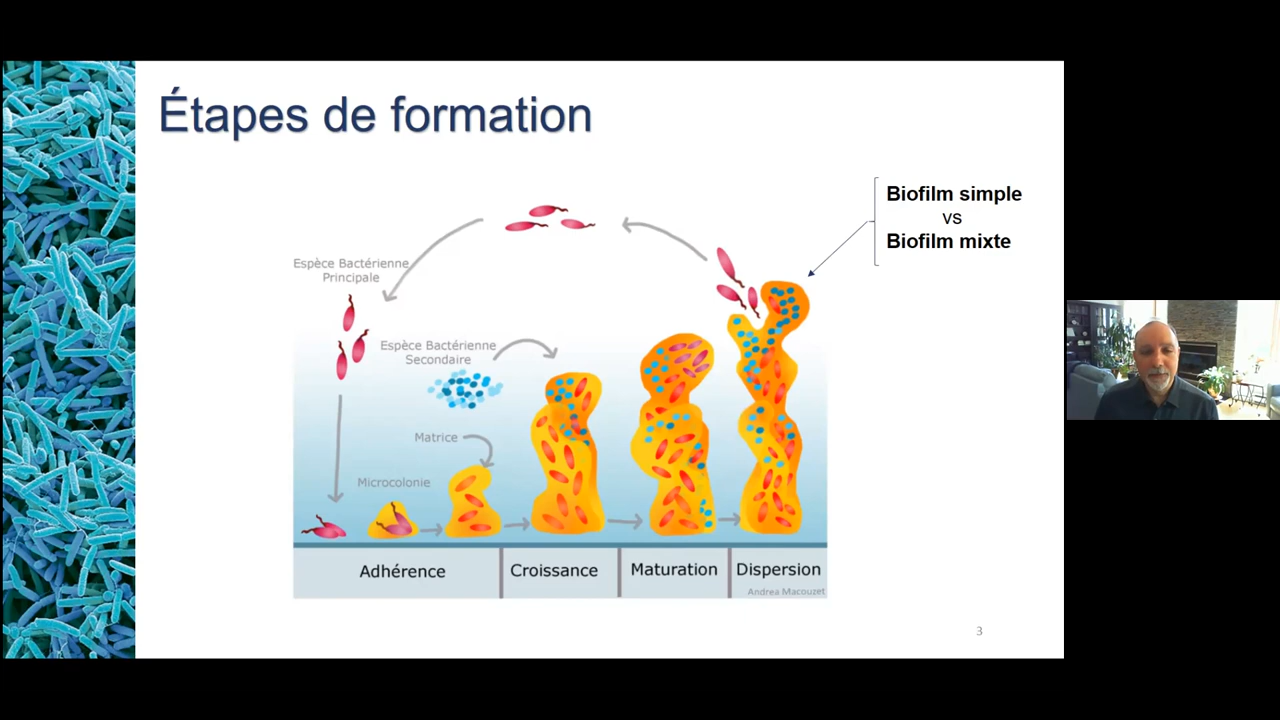 Étapes de formation
Biofilm simple
vs
Biofilm mixte
Espèce Bactérienne
Principale
Espèce Bactérienne
Secondaire
Matrice
Microcolonie
Adhérence
Croissance
Maturation
Dispersion
Andrea Macouzet
3